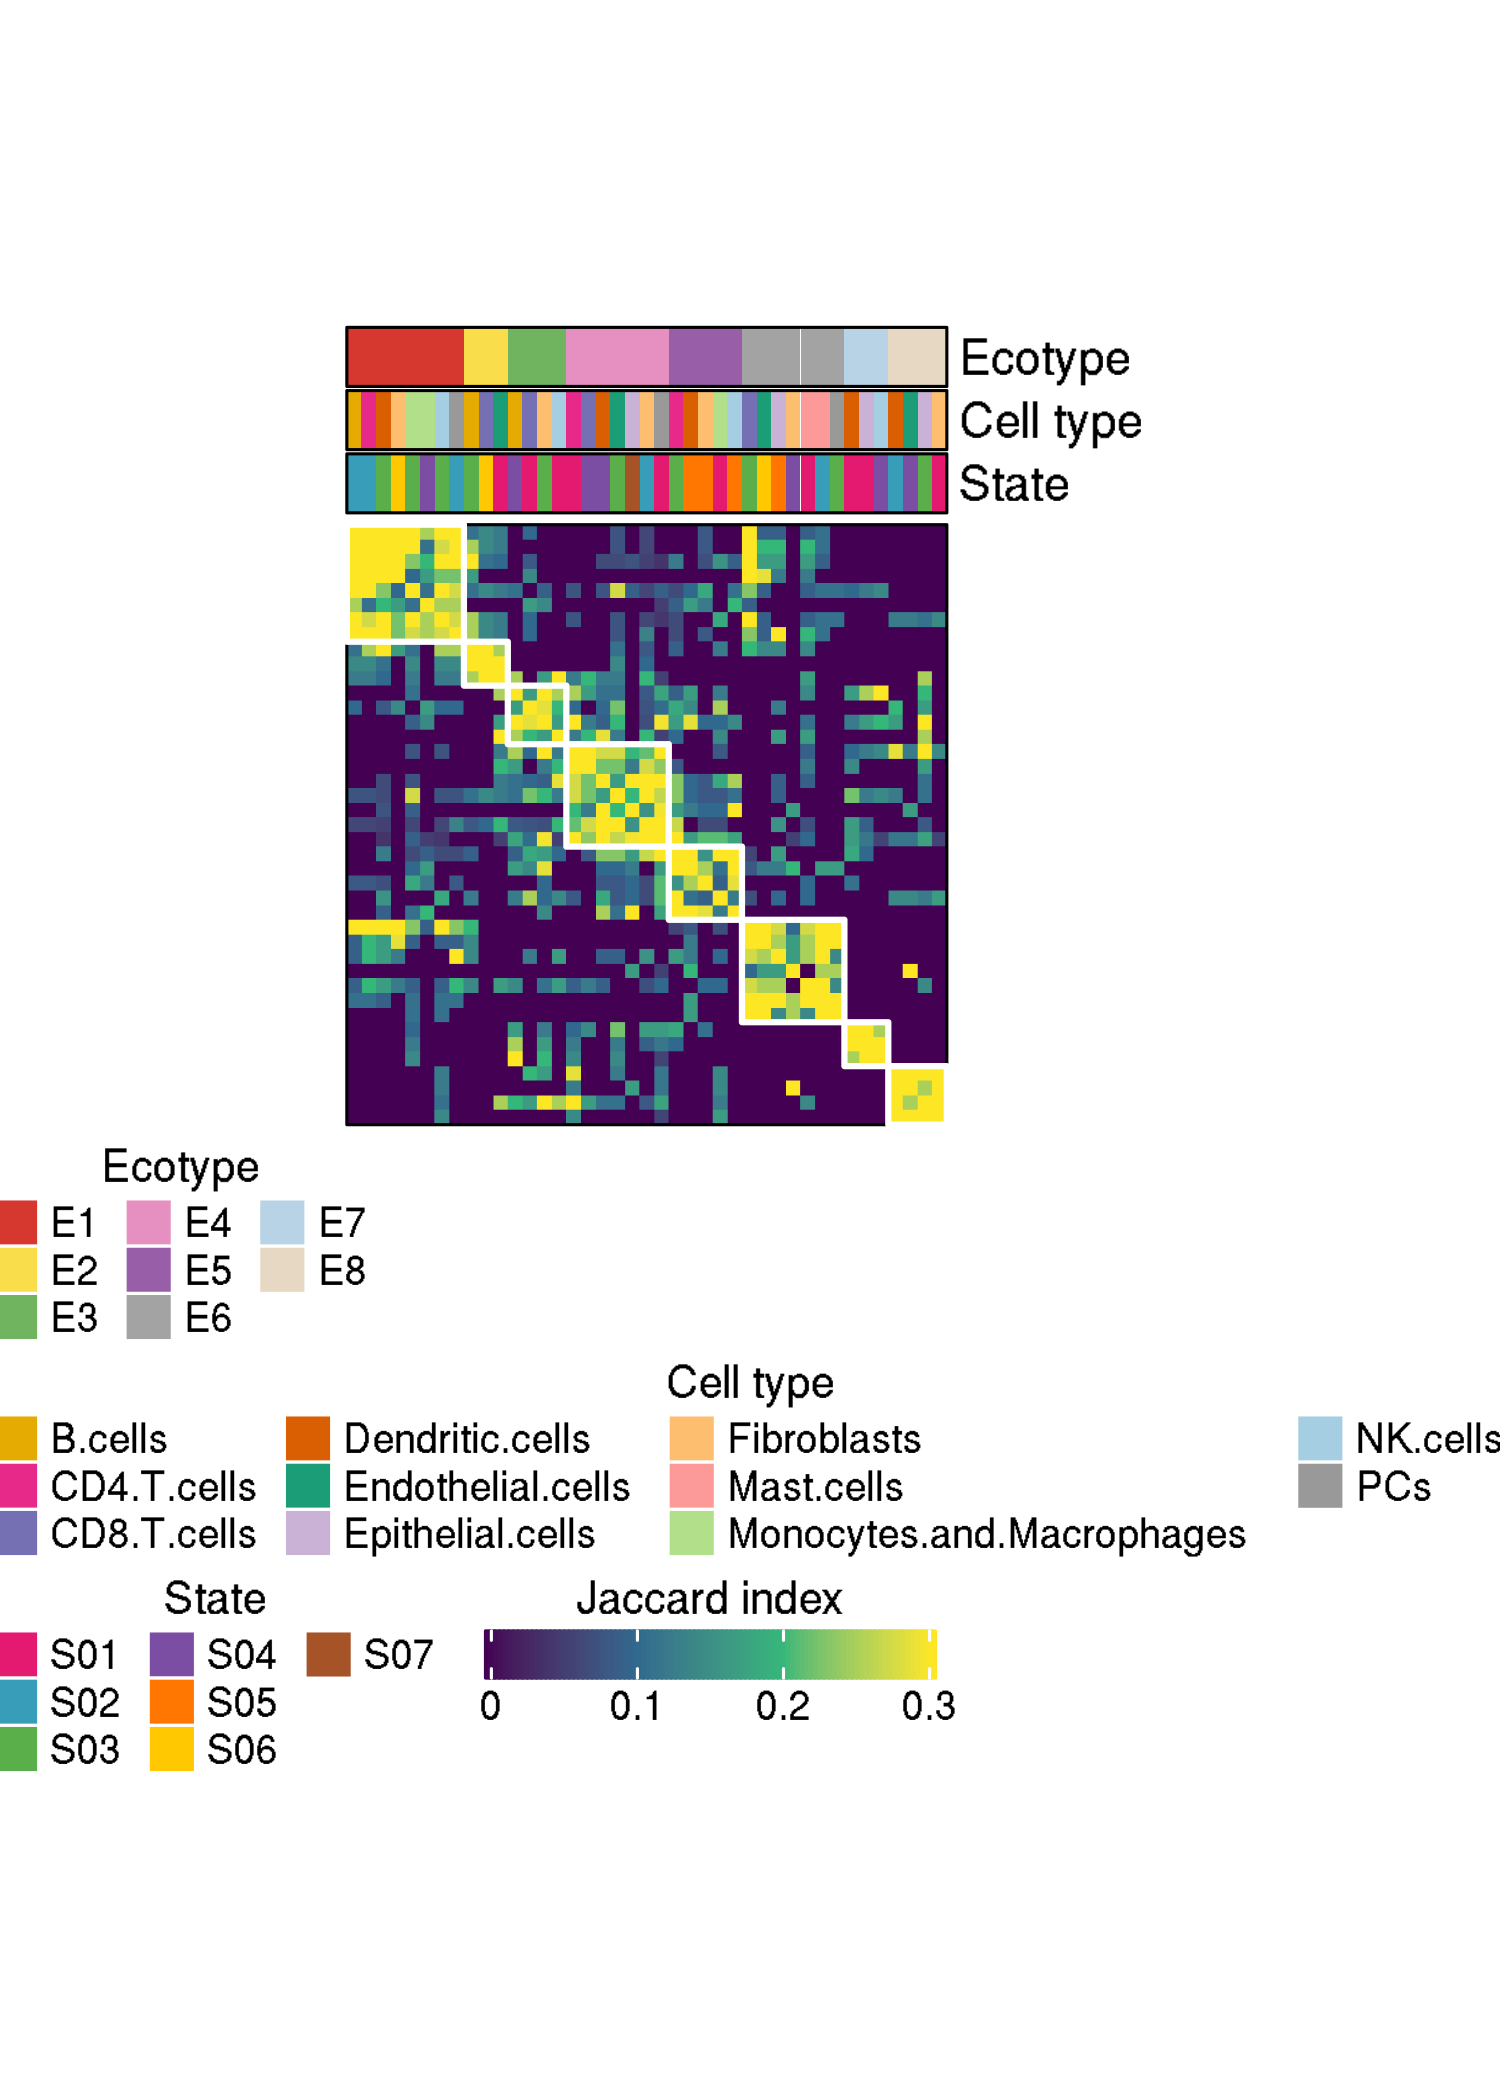 Ecotype
Cell type
State
Ecotype
E1 E4 E7
E2 E5 E8
E3 E6
Cell type
B.cells Dendritic.cells Fibroblasts NK.cells
CD4.T.cells Endothelial.cells Mast.cells PCs
CD8.T.cells Epithelial.cells Monocytes.and.Macrophages
State Jaccard index
S01 S04 S07
S02 S05 0 0.1 0.2 0.3
S03 S06